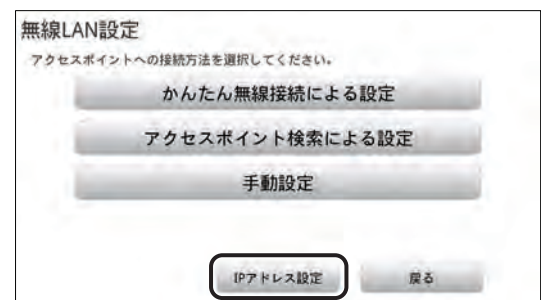 無線LAN設定
アクセスポイントへの接続方法を選択してください。
かんたん無線接続による設定
アクセスポイント検索による設定
手動設定
IPアドレス設定
戻る